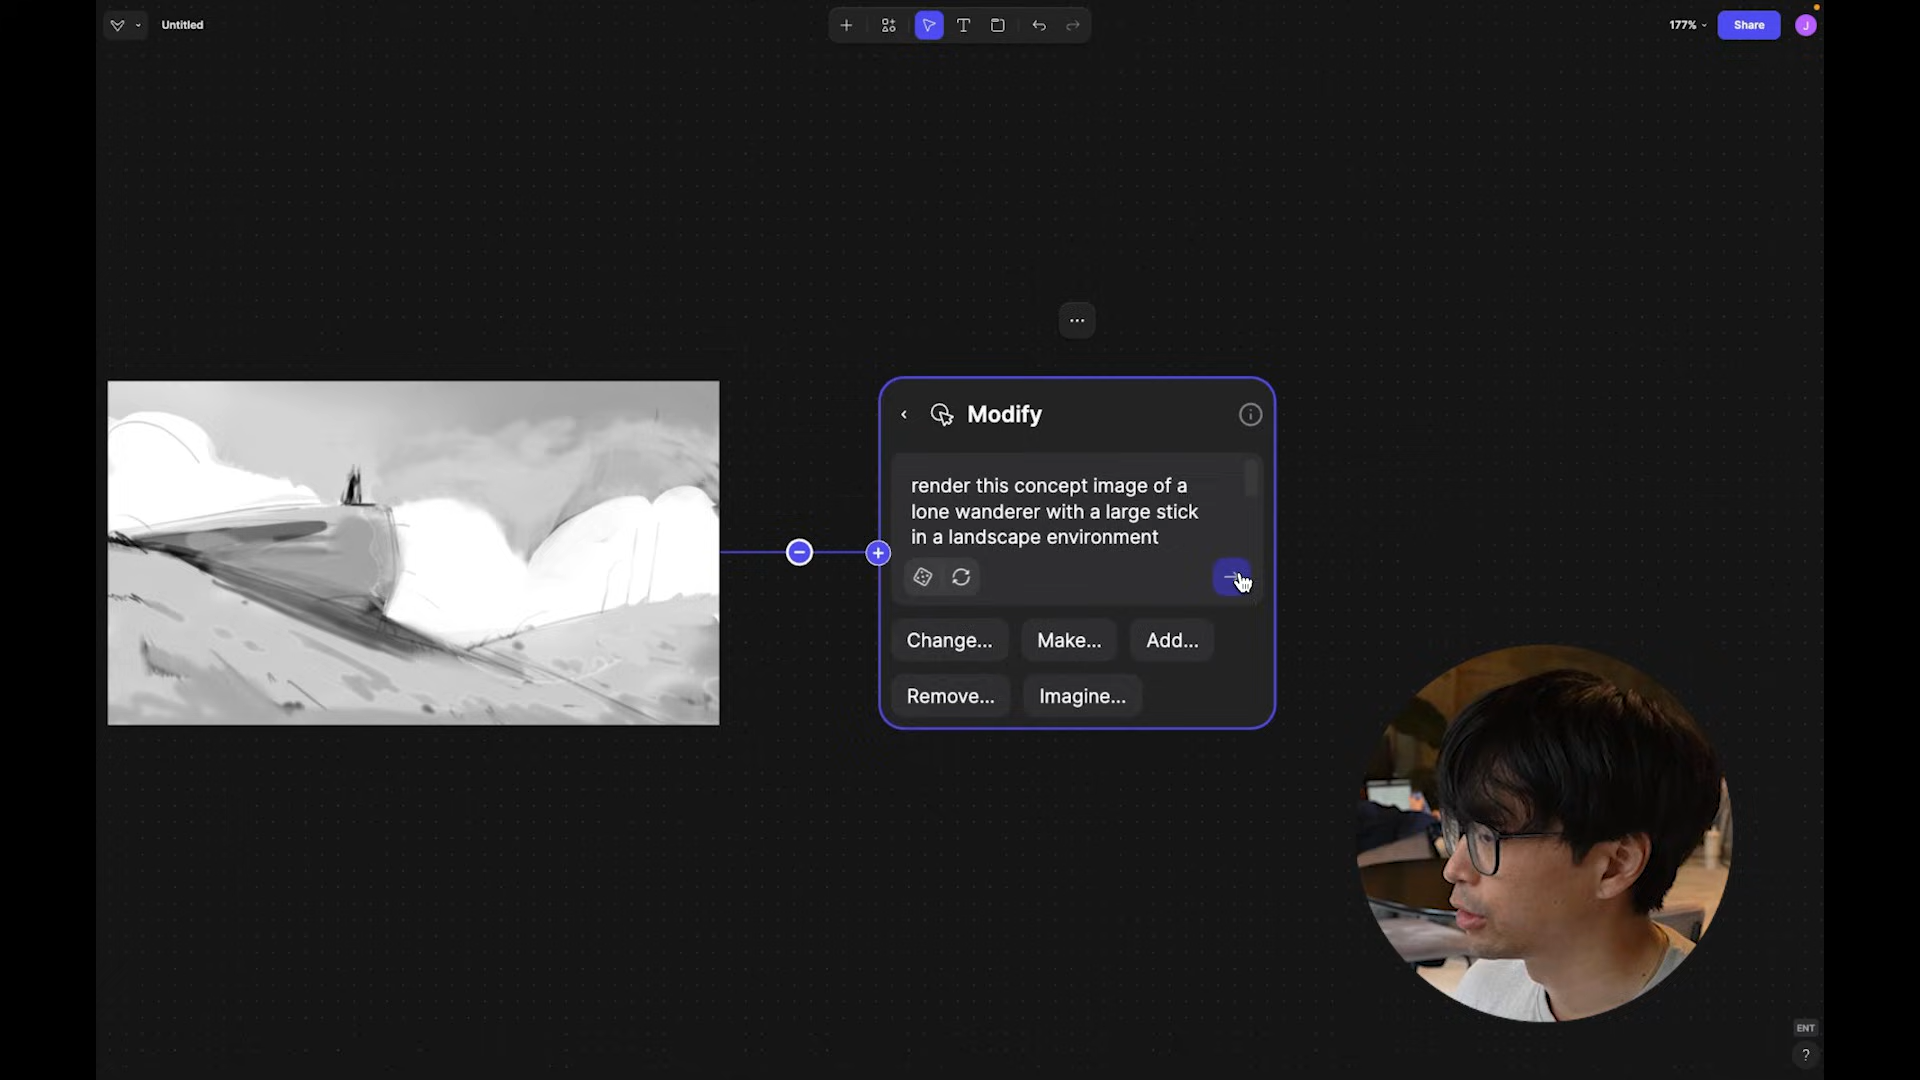 Untitled
177%
Share
J
Modify
render this concept image of a
lone wanderer with a large stick
in a landscape environment
Change...
Make...
Add...
Remove...
Imagine...
ENT
?